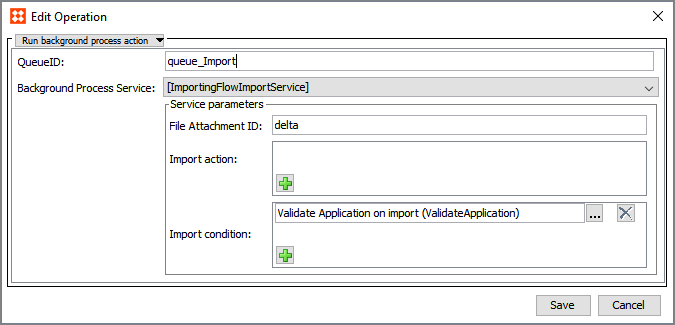 Edit Operation
Run background process action
QueueID: queue_Import
Background Process Service: [ImportingFlowImportService]
Service parameters
File Attachment ID: delta
Import action:
Validate Application on import (ValidateApplication) ...
Import condition:
Save Cancel